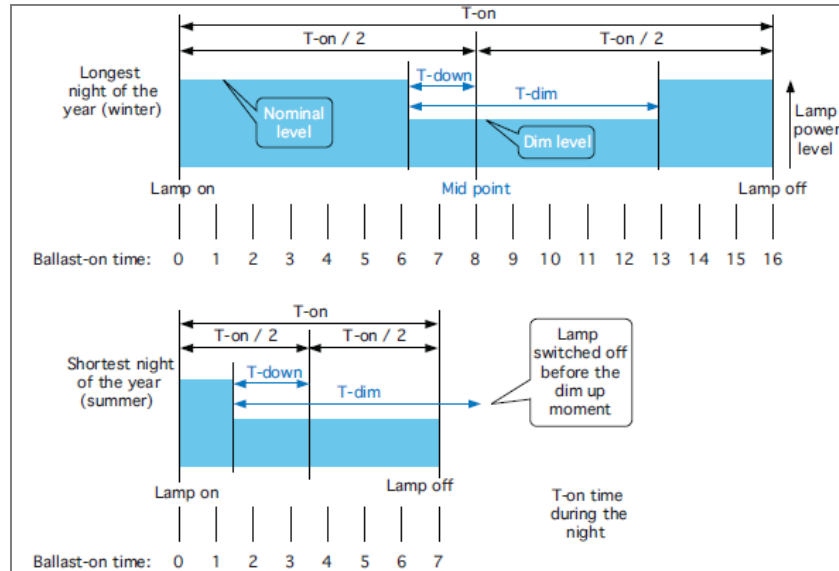 T-on
T-on / 2
T-on / 2
Longest
night of the
year (winter)
T-down
T-dim
Nominal
level
Dim level
Lamp
power
level
Lamp on
Mid point
Lamp off
Ballast-on time: 0 1 2 3 4 5 6 7 8 9 10 11 12 13 14 15 16
T-on
T-on / 2
T-on / 2
Shortest night
of the year
(summer)
T-down
T-dim
Lamp
switched off
before the
dim up
moment
Lamp on
Lamp off
T-on time
during the
night
Ballast-on time: 0 1 2 3 4 5 6 7